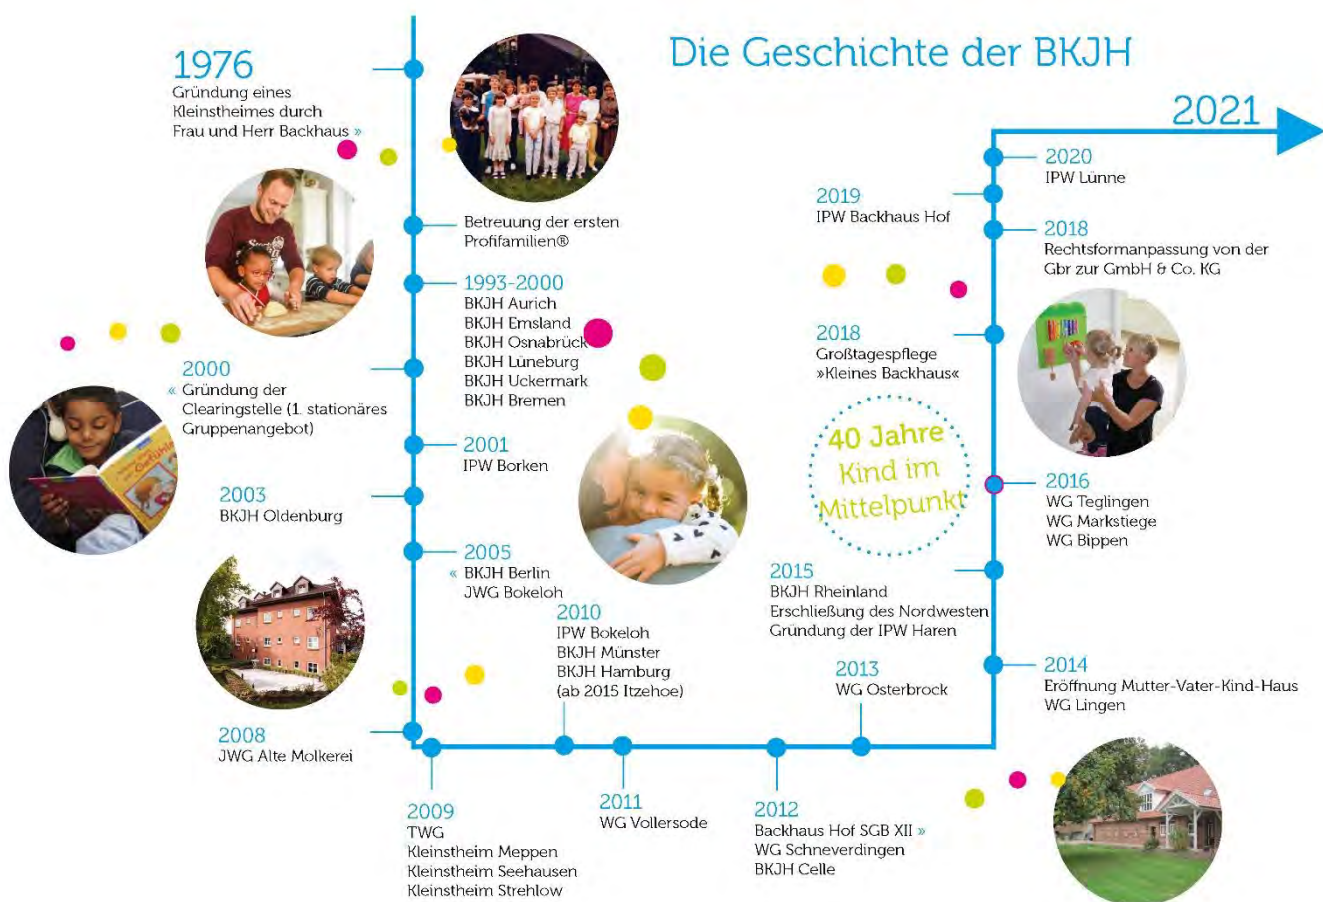 Die Geschichte der BKJH
1976
Gründung eines
Kleinstheimes durch
Frau und Herr Backhaus »
Betreuung der ersten
Profifamilien®
1993-2000
BKJH Aurich
BKJH Emsland
BKJH Osnabrück
BKJH Lüneburg
BKJH Uckermark
BKJH Bremen
2000
« Gründung der
Clearingstelle (1. stationäres
Gruppenangebot)
2001
IPW Borken
2003
BKJH Oldenburg
2005
« BKJH Berlin
JWG Bokeloh
2008
JWG Alte Molkerei
2009
TWG
Kleinstheim Meppen
Kleinstheim Seehausen
Kleinstheim Strehlow
2010
IPW Bokeloh
BKJH Münster
BKJH Hamburg
(ab 2015 Itzehoe)
2011
WG Vollersode
2012
Backhaus Hof SGB XII »
WG Schneverdingen
BKJH Celle
2013
WG Osterbrock
2014
Eröffnung Mutter-Vater-Kind-Haus
WG Lingen
2015
BKJH Rheinland
Erschließung des Nordwesten
Gründung der IPW Haren
2016
WG Teglingen
WG Markstiege
WG Bippen
40 Jahre
Kind im
Mittelpunkt
2018
Großtagespflege
»Kleines Backhaus«
2018
Rechtsformanpassung von der
Gbr zur GmbH & Co. KG
2019
IPW Backhaus Hof
2020
IPW Lünne
2021